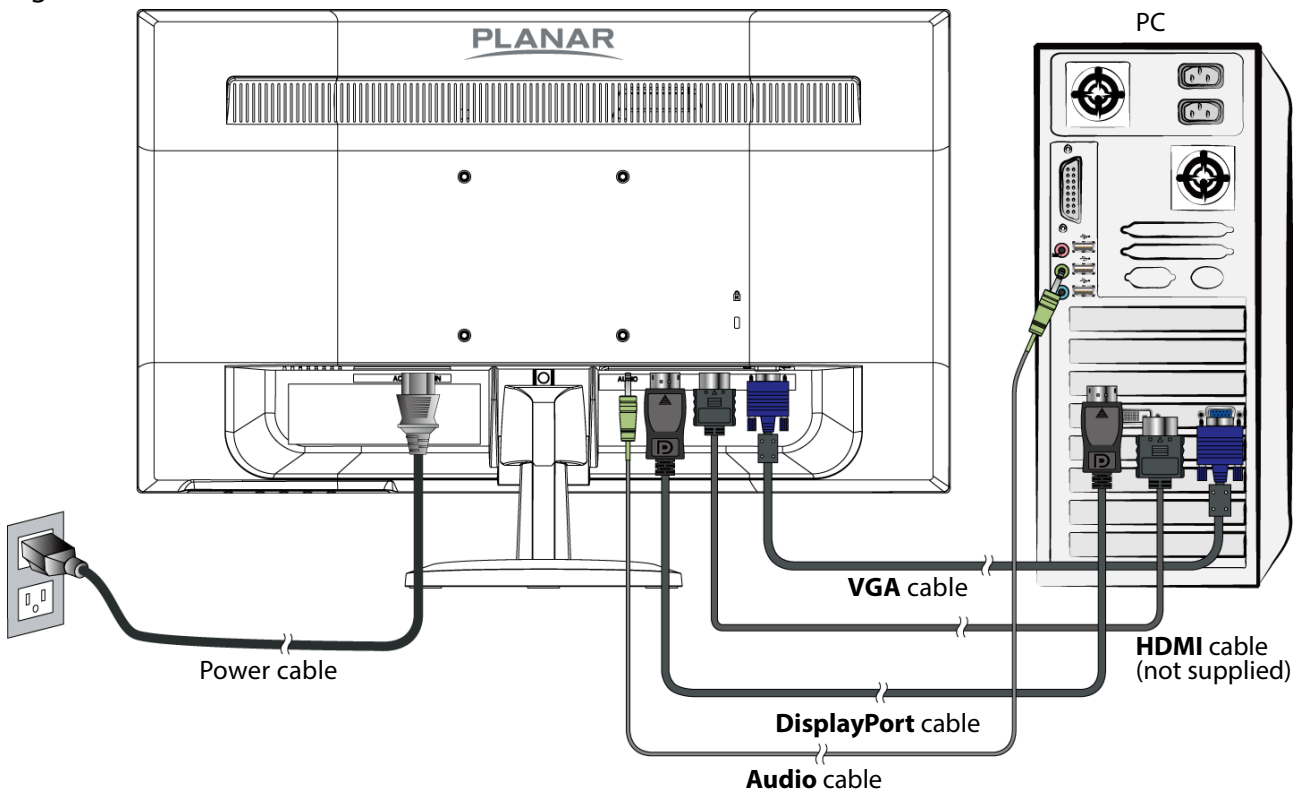 PLANAR
PC
AUDIO
VGA cable
HDMI cable
(not supplied)
Power cable
DisplayPort cable
Audio cable